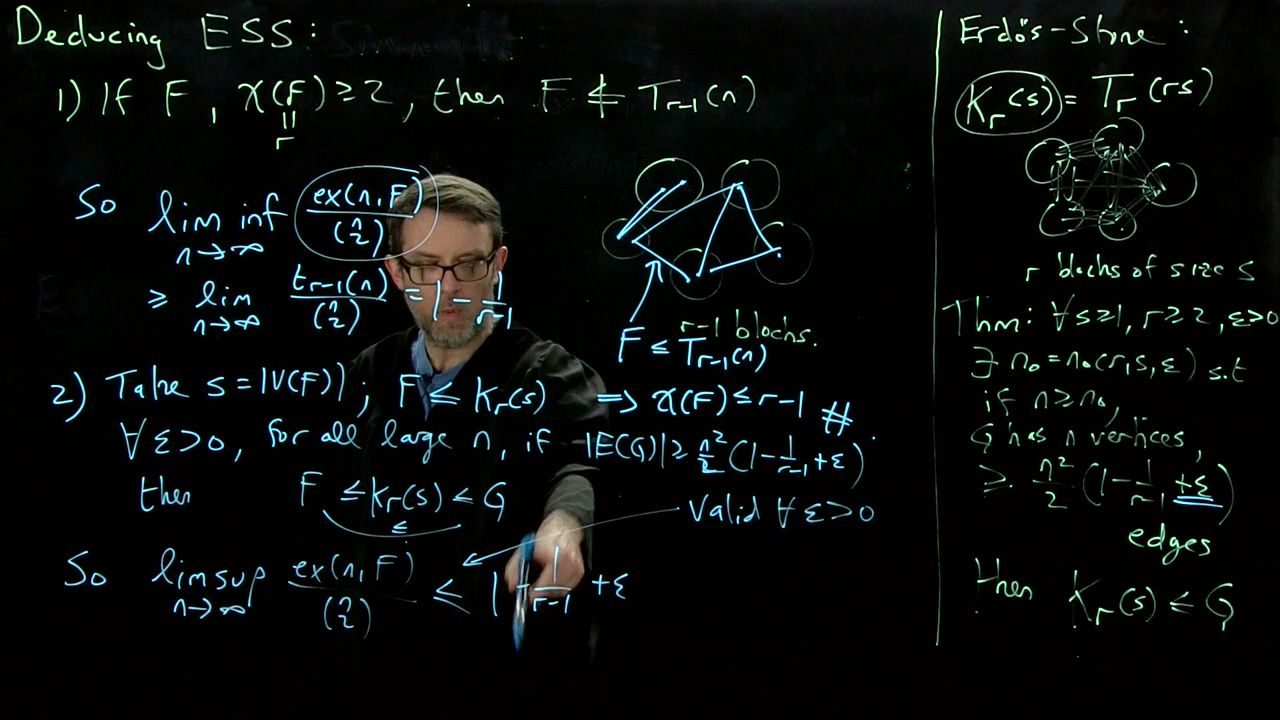 Deducing ESS:
1) If F, χ(F) ≥ 2, then F ≰ T_{r-1}(n)
=
r
So lim inf_{n→∞} ex(n,F) / (n choose 2)
≥ lim_{n→∞} t_{r-1}(n) / (n choose 2) = 1 - 1/(r-1)
r-1 blocks.
F ≤ T_{r-1}(n)
⇒ χ(F) ≤ r-1 #.
2) Take s = |V(F)|; F ≤ K_r(s)
∀ε>0, for all large n, if |E(G)| ≥ n²/2 (1 - 1/(r-1) + ε)
then F ≤ K_r(s) ≤ G
≤
valid ∀ ε>0
So limsup_{n→∞} ex(n,F) / (n choose 2) ≤ 1 - 1/(r-1) + ε
Erdős-Stone:
K_r(s) = T_r(rs)
r blocks of size s
Thm: ∀s≥1, r≥2, ε>0
∃ n₀ = n₀(r,s,ε) s.t
if n≥n₀,
G has n vertices,
≥ n²/2 (1 - 1/(r-1) + ε)
edges
then K_r(s) ≤ G